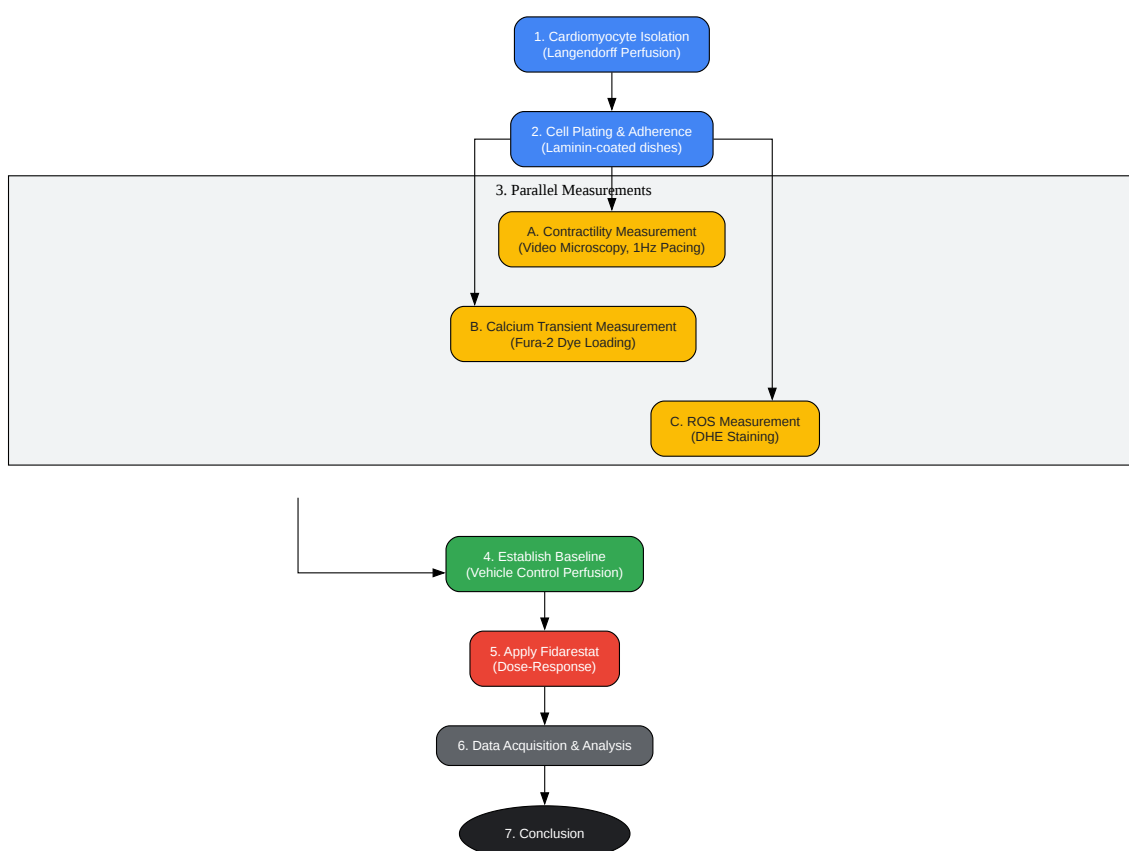 1. Cardiomyocyte Isolation
(Langendorff Perfusion)
2. Cell Plating & Adherence
(Laminin-coated dishes)
3. Parallel Measurements
A. Contractility Measurement
(Video Microscopy, 1Hz Pacing)
B. Calcium Transient Measurement
(Fura-2 Dye Loading)
C. ROS Measurement
(DHE Staining)
4. Establish Baseline
(Vehicle Control Perfusion)
5. Apply Fidarestat
(Dose-Response)
6. Data Acquisition & Analysis
7. Conclusion